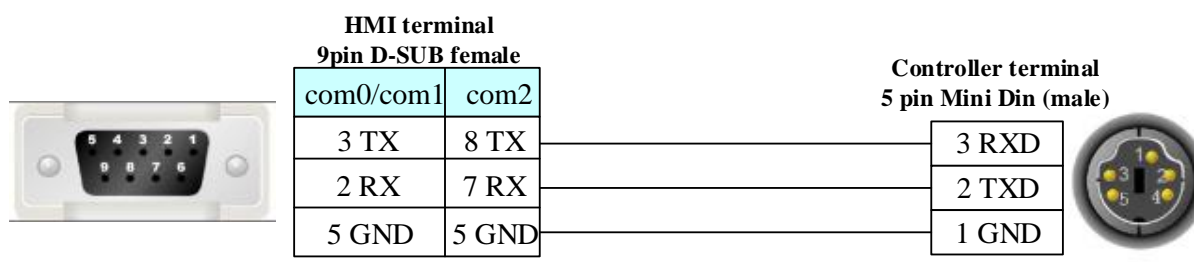 HMI terminal
9pin D-SUB female
com0/com1 com2
3 TX 8 TX
2 RX 7 RX
5 GND 5 GND
Controller terminal
5 pin Mini Din (male)
3 RXD
2 TXD
1 GND
5 4 3 2 1
9 8 7 6
1
3 2
5 4